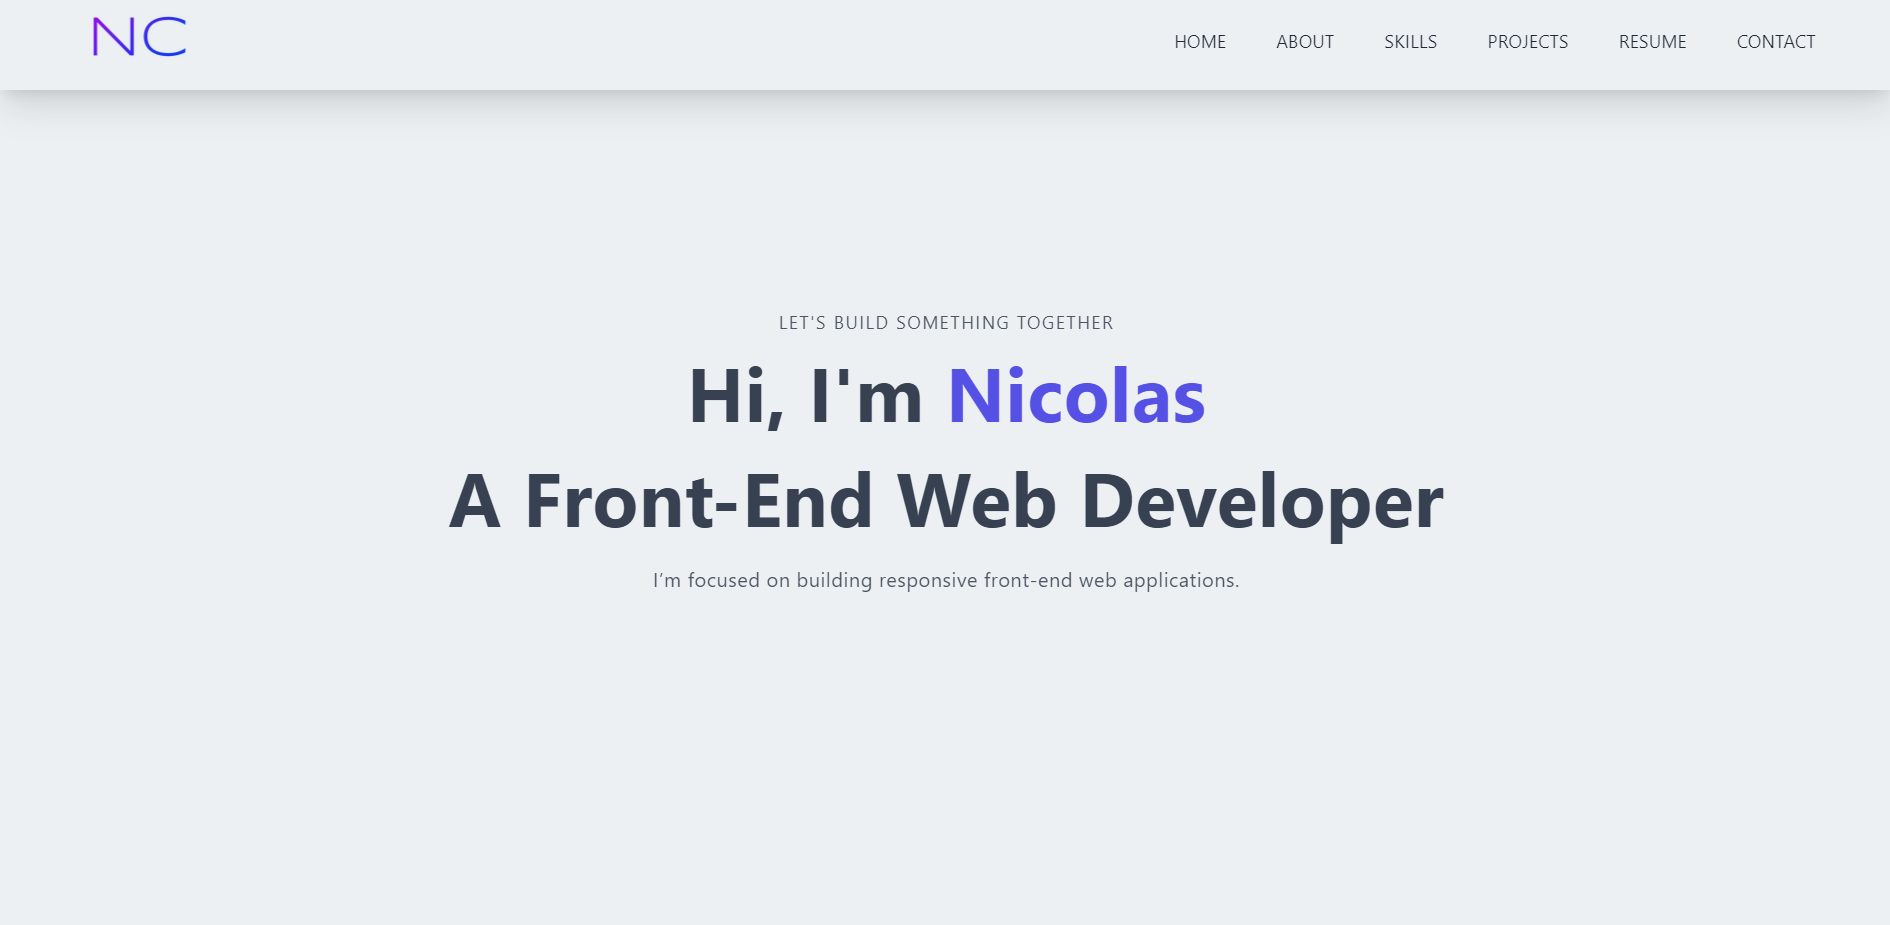 NC
HOME ABOUT SKILLS PROJECTS RESUME CONTACT
LET'S BUILD SOMETHING TOGETHER
Hi, I'm Nicolas
A Front-End Web Developer
I’m focused on building responsive front-end web applications.